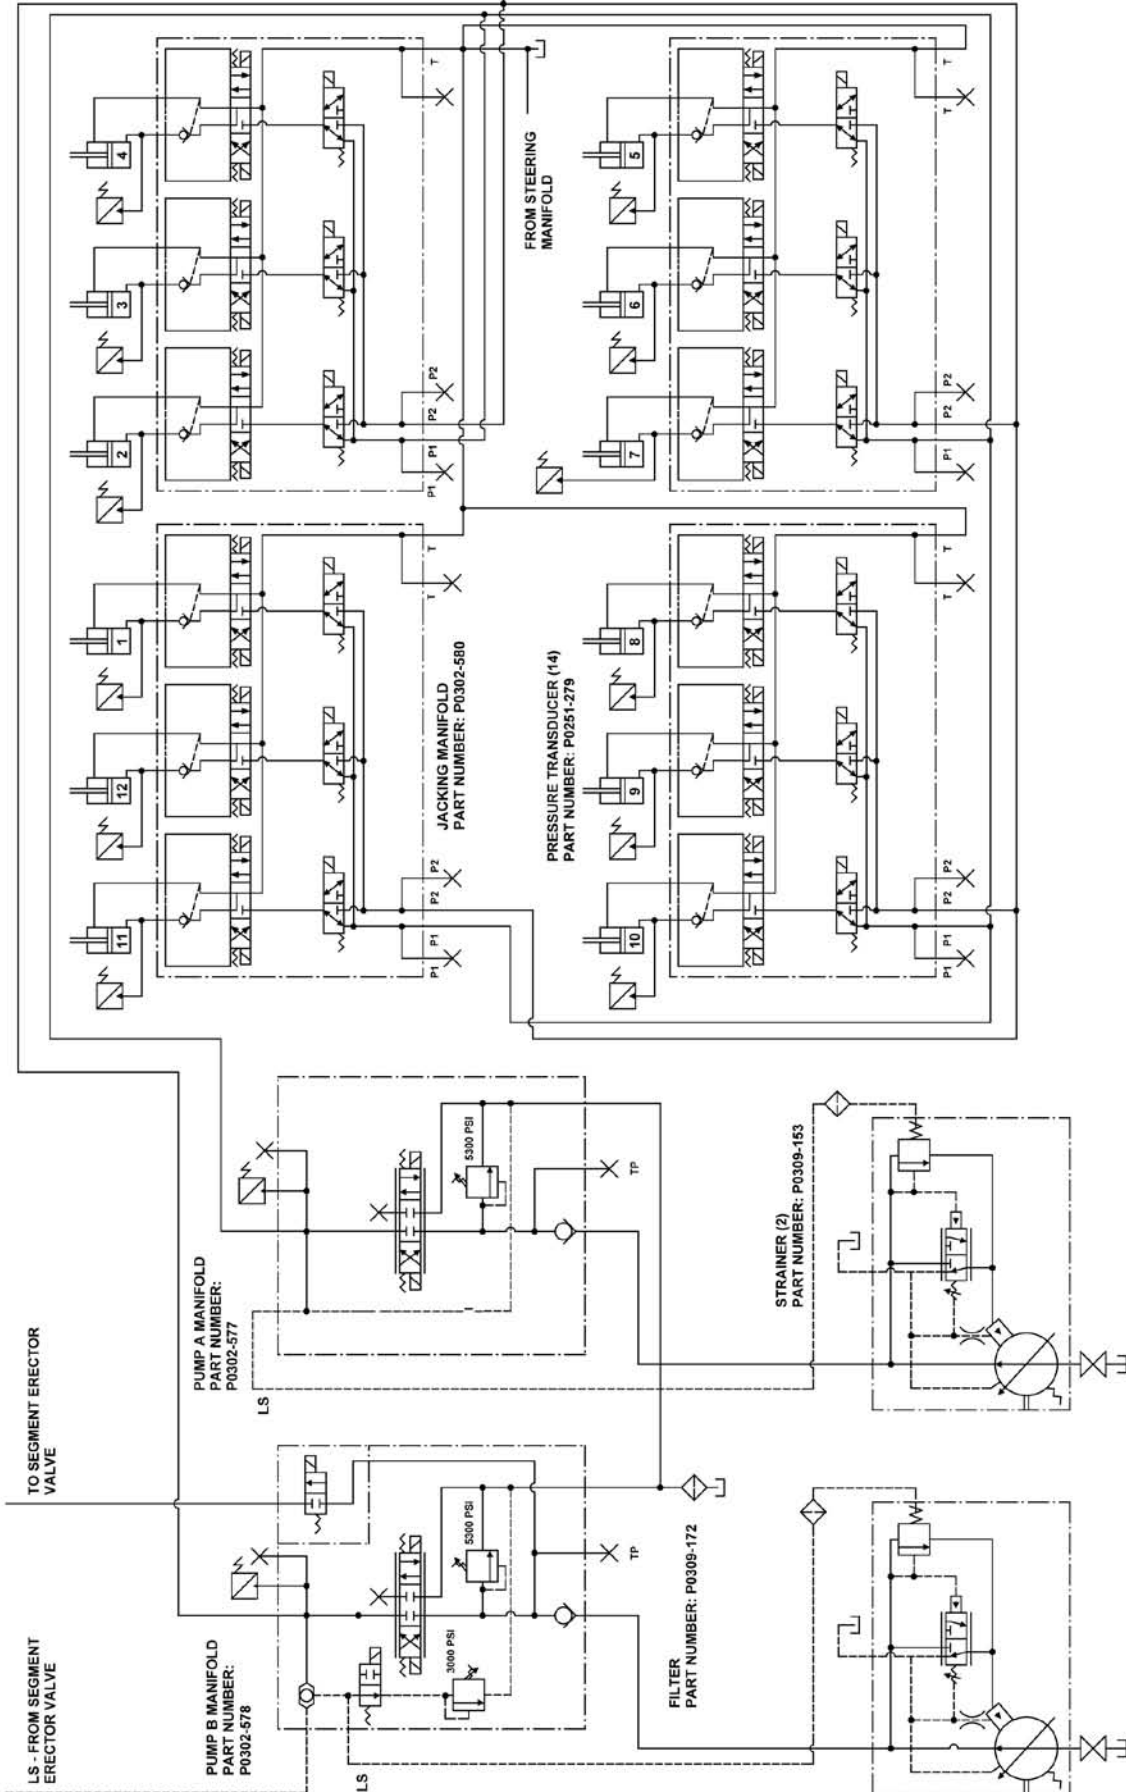 4
3
2
T
T
P2
P2
P1
P1
FROM STEERING
MANIFOLD
5
6
7
T
T
P2
P2
P1
P1
1
12
11
T
T
P2
P2
P1
P1
JACKING MANIFOLD
PART NUMBER: P0302-580
PRESSURE TRANSDUCER (14)
PART NUMBER: P0251-279
8
9
10
T
T
P2
P2
P1
P1
PUMP A MANIFOLD
PART NUMBER:
P0302-577
5300 PSI
TP
LS
STRAINER (2)
PART NUMBER: P0309-153
TO SEGMENT ERECTOR
VALVE
LS - FROM SEGMENT
ERECTOR VALVE
PUMP B MANIFOLD
PART NUMBER:
P0302-578
5300 PSI
3000 PSI
TP
LS
FILTER
PART NUMBER: P0309-172